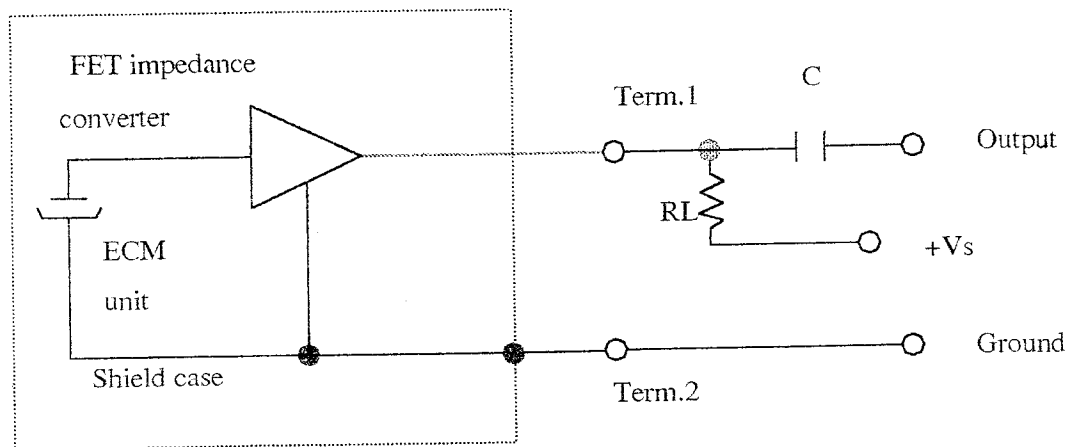 FET impedance
converter
C
Term.1
Output
RL
+Vs
ECM
unit
Shield case
Term.2
Ground